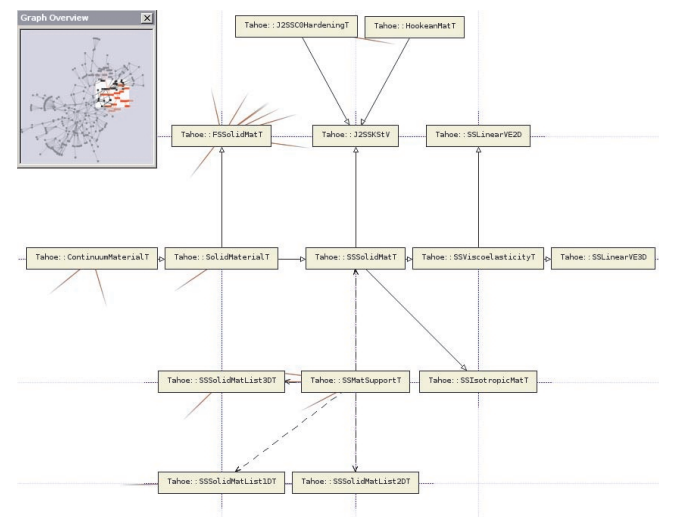 Graph Overview
Tahoe::J2SSC0HardeningT
Tahoe::HookeanMatT
Tahoe::FSSolidMatT
Tahoe::J2SSKStV
Tahoe::SSLinearVE2D
Tahoe::ContinuumMaterialT
Tahoe::SolidMaterialT
Tahoe::SSSolidMatT
Tahoe::SSViscoelasticityT
Tahoe::SSLinearVE3D
Tahoe::SSSolidMatList3DT
Tahoe::SSMatSupportT
Tahoe::SSIsotropicMatT
Tahoe::SSSolidMatList1DT
Tahoe::SSSolidMatList2DT